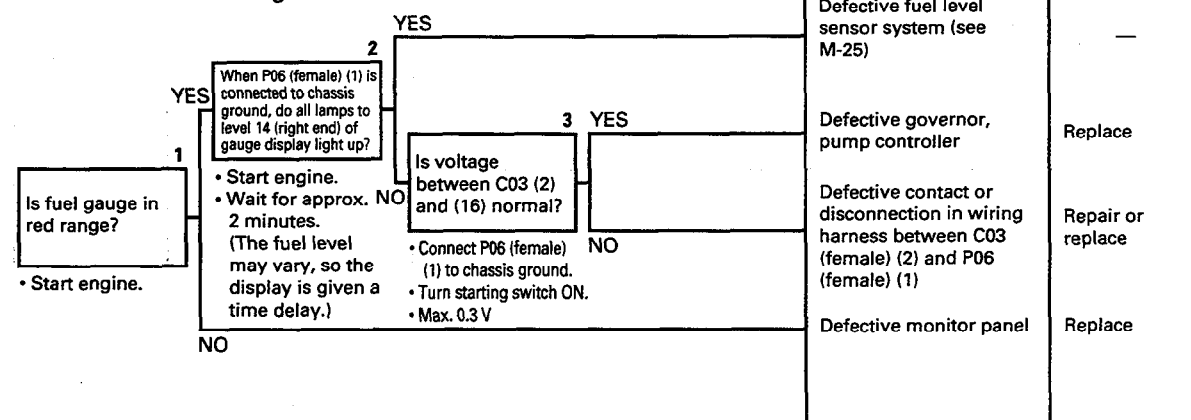 Defective fuel level
sensor system (see
M-25)
—
YES
2
When P06 (female) (1) is
connected to chassis
ground, do all lamps to
level 14 (right end) of
gauge display light up?
YES
• Start engine.
• Wait for approx.
2 minutes.
(The fuel level
may vary, so the
display is given a
time delay.)
1
Is fuel gauge in
red range?
• Start engine.
NO
3
YES
Is voltage
between C03 (2)
and (16) normal?
NO
• Connect P06 (female)
(1) to chassis ground.
• Turn starting switch ON.
• Max. 0.3 V
Defective governor,
pump controller
Replace
Defective contact or
disconnection in wiring
harness between C03
(female) (2) and P06
(female) (1)
Repair or
replace
NO
Defective monitor panel
Replace